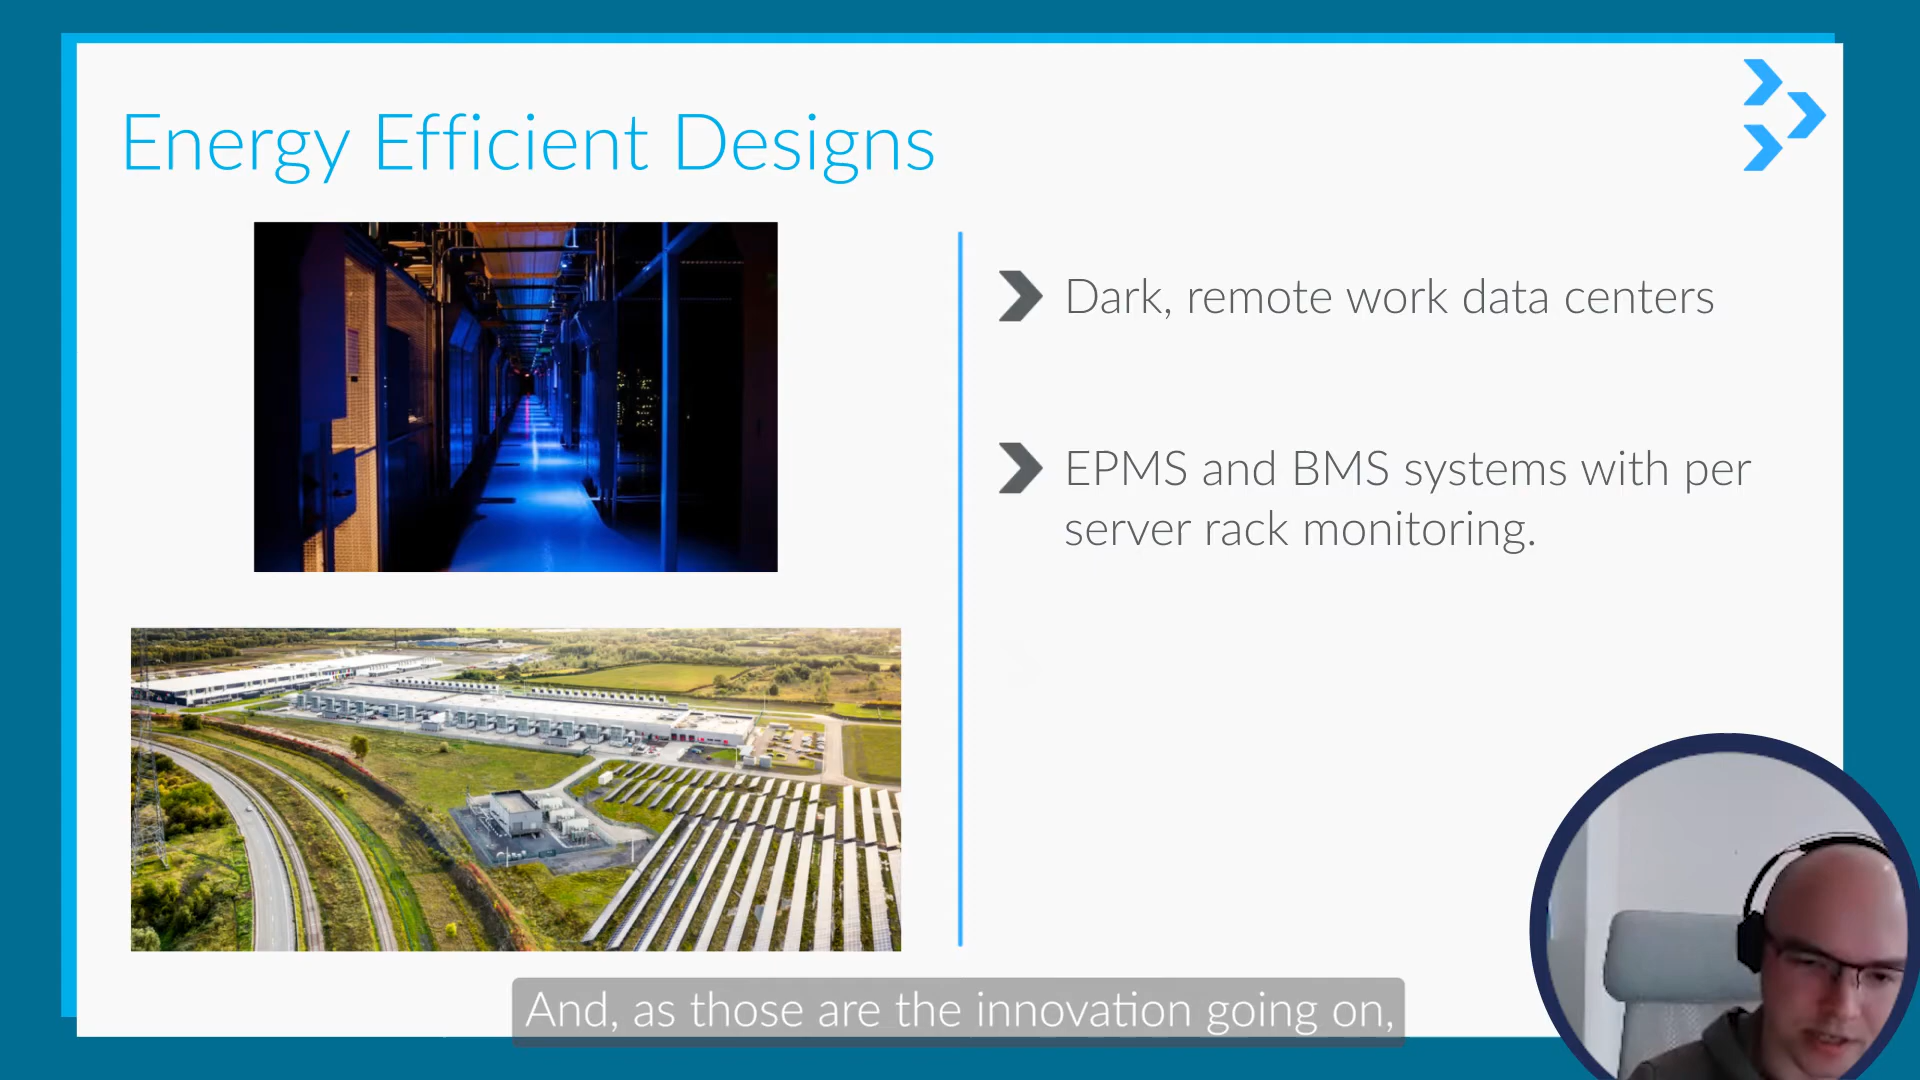 Energy Efficient Designs
Dark, remote work data centers
EPMS and BMS systems with per
server rack monitoring.
And, as those are the innovation going on,